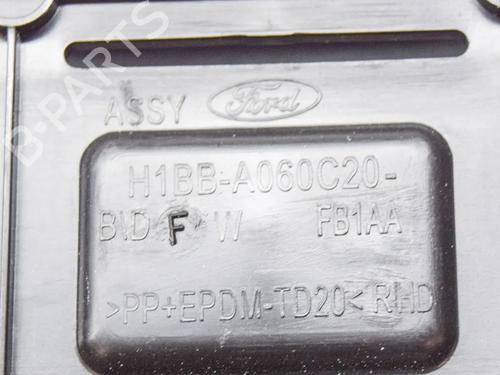 B-PARTS
ASSY Ford
H1BB-A060C20-
B\D F W FB1AA
>PP+EPDM-TD20< RHD